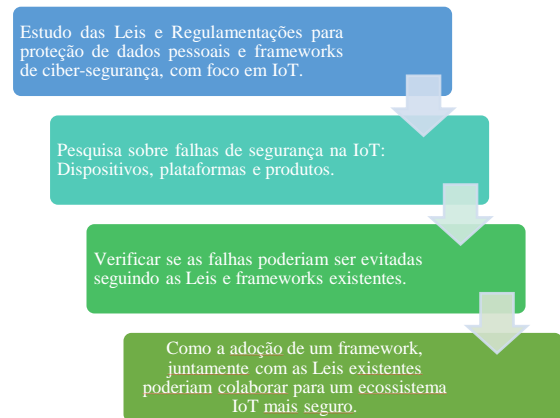 Estudo das Leis e Regulamentações para
proteção de dados pessoais e frameworks
de ciber-segurança, com foco em IoT.
Pesquisa sobre falhas de segurança na IoT:
Dispositivos, plataformas e produtos.
Verificar se as falhas poderiam ser evitadas
seguindo as Leis e frameworks existentes.
Como a adoção de um framework,
juntamente com as Leis existentes
poderiam colaborar para um ecossistema
IoT mais seguro.